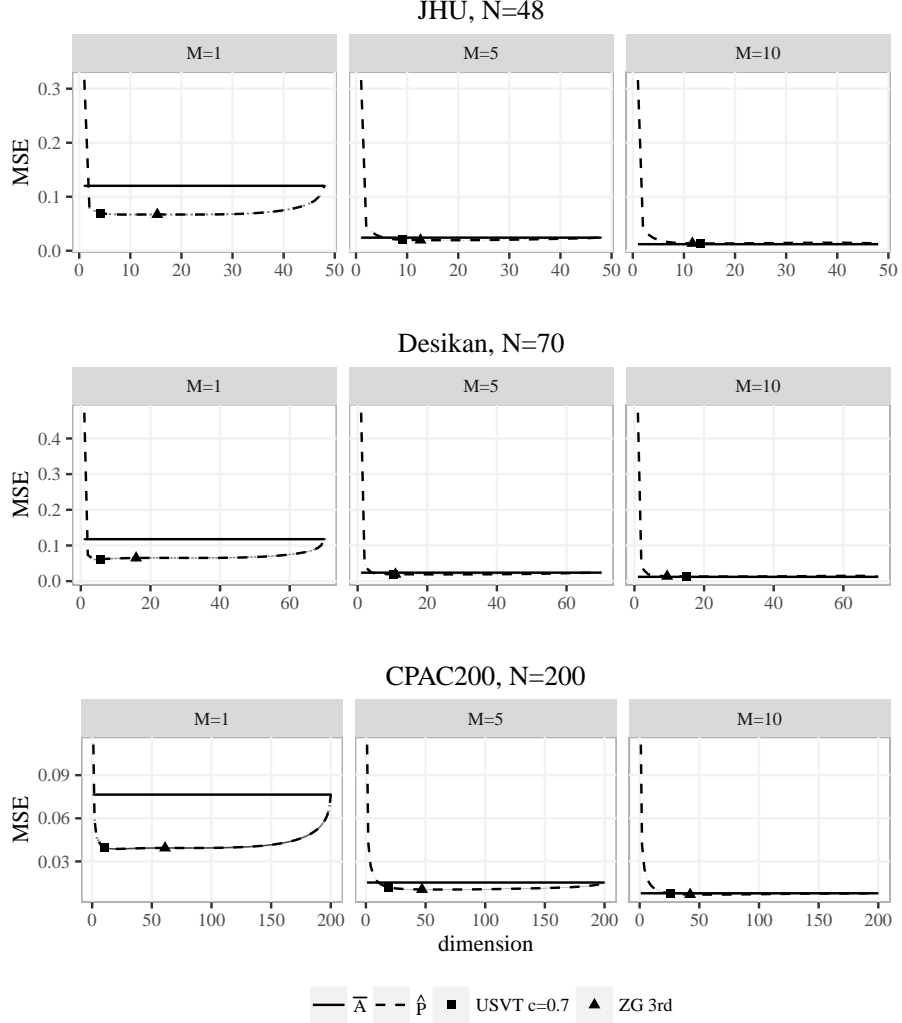 JHU, N=48
M=1 M=5 M=10
MSE
0.3
0.2
0.1
0.0
0 10 20 30 40 50 0 10 20 30 40 50 0 10 20 30 40 50
Desikan, N=70
M=1 M=5 M=10
MSE
0.4
0.3
0.2
0.1
0.0
0 20 40 60 0 20 40 60 0 20 40 60
CPAC200, N=200
M=1 M=5 M=10
MSE
0.09
0.06
0.03
0 50 100 150 200 0 50 100 150 200 0 50 100 150 200
dimension
A̅ P̂ USVT c=0.7 ZG 3rd